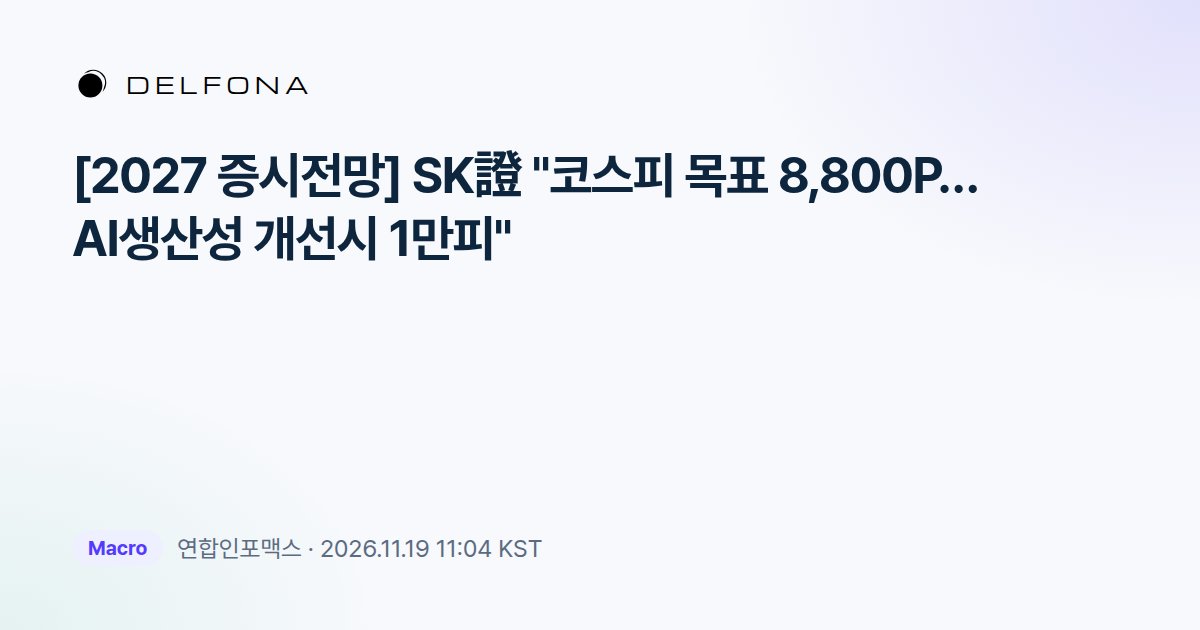 DELFONA
[2027 증시전망] SK證 "코스피 목표 8,800P…
AI생산성 개선시 1만피"
Macro 연합인포맥스 · 2026.11.19 11:04 KST